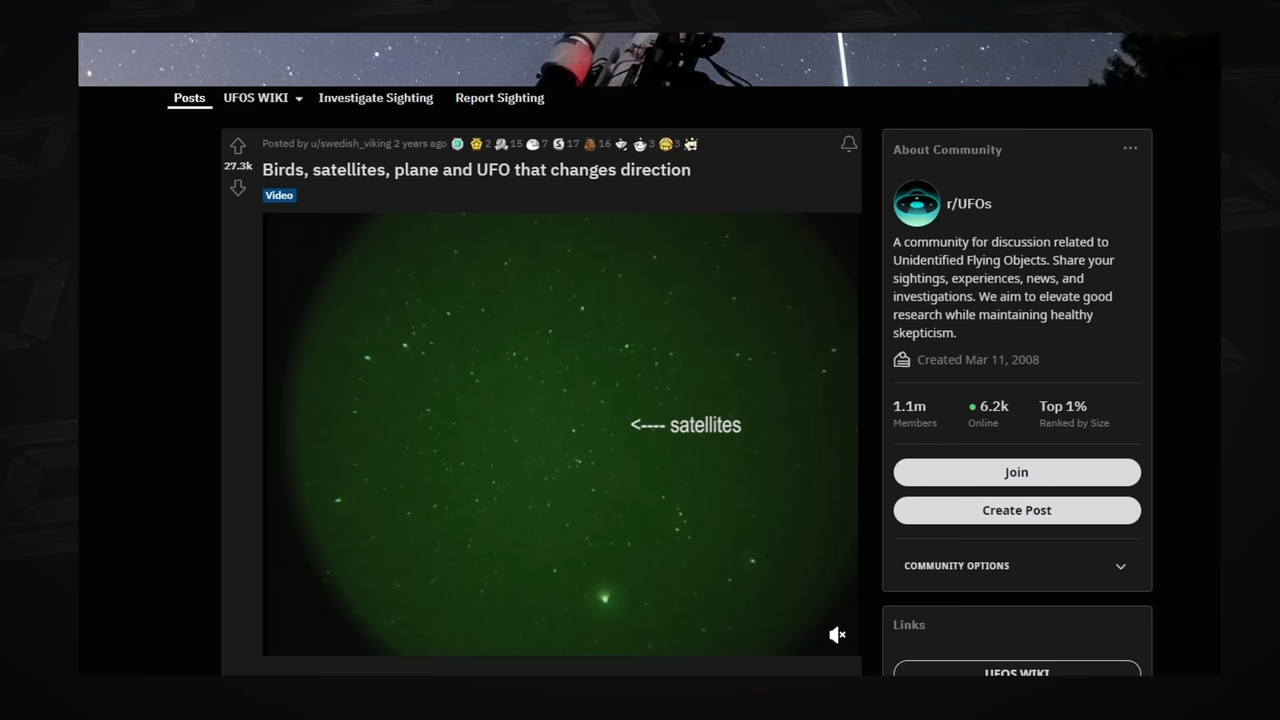 Posts UFOS WIKI Investigate Sighting Report Sighting
27.3k
Posted by u/swedish_viking 2 years ago 2 15 7 S 17 16 3 3
Birds, satellites, plane and UFO that changes direction
Video
<---- satellites
About Community
r/UFOs
A community for discussion related to
Unidentified Flying Objects. Share your
sightings, experiences, news, and
investigations. We aim to elevate good
research while maintaining healthy
skepticism.
Created Mar 11, 2008
1.1m 6.2k Top 1%
Members Online Ranked by Size
Join
Create Post
COMMUNITY OPTIONS
Links
UFOS WIKI